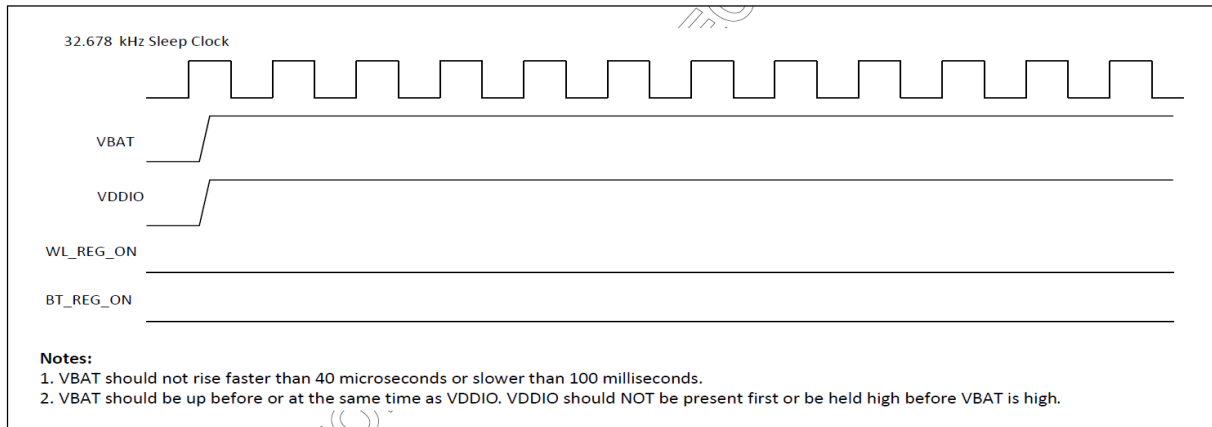 32.678 kHz Sleep Clock
VBAT
VDDIO
WL_REG_ON
BT_REG_ON
Notes:
1. VBAT should not rise faster than 40 microseconds or slower than 100 milliseconds.
2. VBAT should be up before or at the same time as VDDIO. VDDIO should NOT be present first or be held high before VBAT is high.